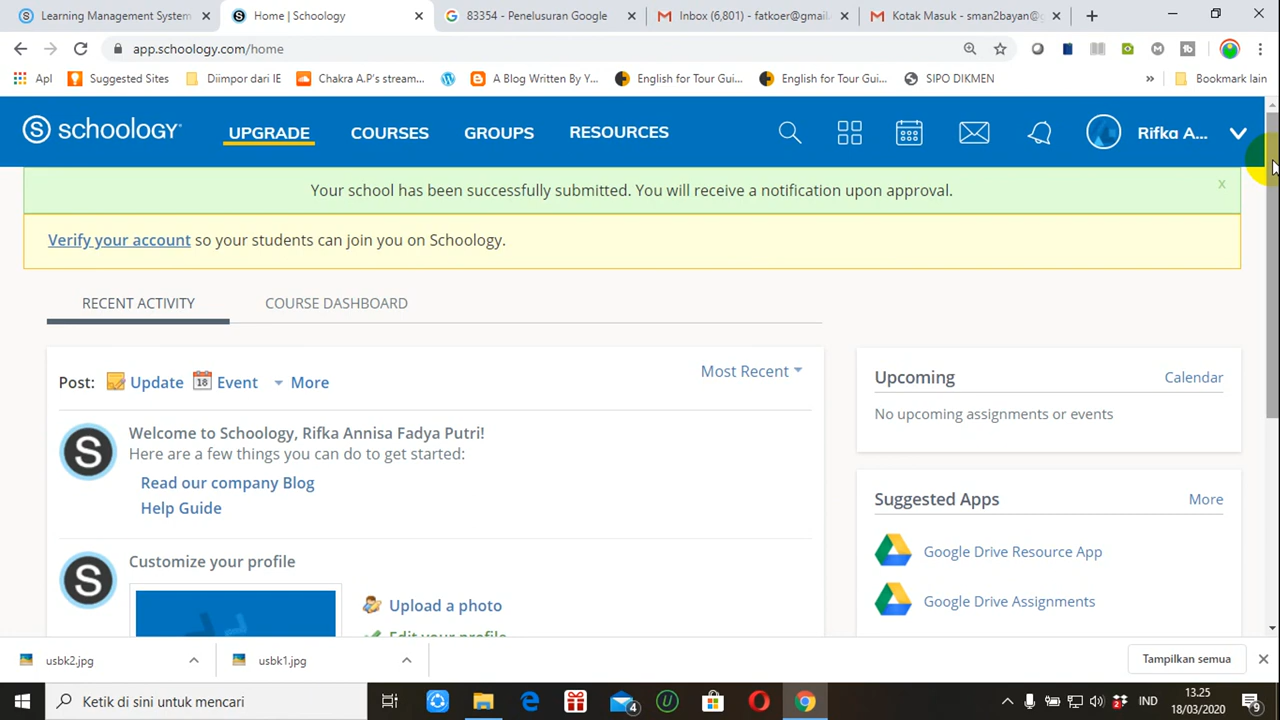 Learning Management System
Home | Schoology
83354 - Penelusuran Google
Inbox (6,801) - fatkoer@gmail.
Kotak Masuk - sman2bayan@g
app.schoology.com/home
Apl
Suggested Sites
Diimpor dari IE
Chakra A.P's stream...
A Blog Written By Y...
English for Tour Gui...
English for Tour Gui...
SIPO DIKMEN
Bookmark lain
schoology
UPGRADE
COURSES
GROUPS
RESOURCES
Rifka A...
Your school has been successfully submitted. You will receive a notification upon approval.
x
Verify your account so your students can join you on Schoology.
RECENT ACTIVITY
COURSE DASHBOARD
Post: Update Event More
Most Recent
Welcome to Schoology, Rifka Annisa Fadya Putri!
Here are a few things you can do to get started:
Read our company Blog
Help Guide
Customize your profile
Upload a photo
Edit your profile
Upcoming
Calendar
No upcoming assignments or events
Suggested Apps
More
Google Drive Resource App
Google Drive Assignments
usbk2.jpg
usbk1.jpg
Tampilkan semua
Ketik di sini untuk mencari
4
IND
13.25
18/03/2020
9